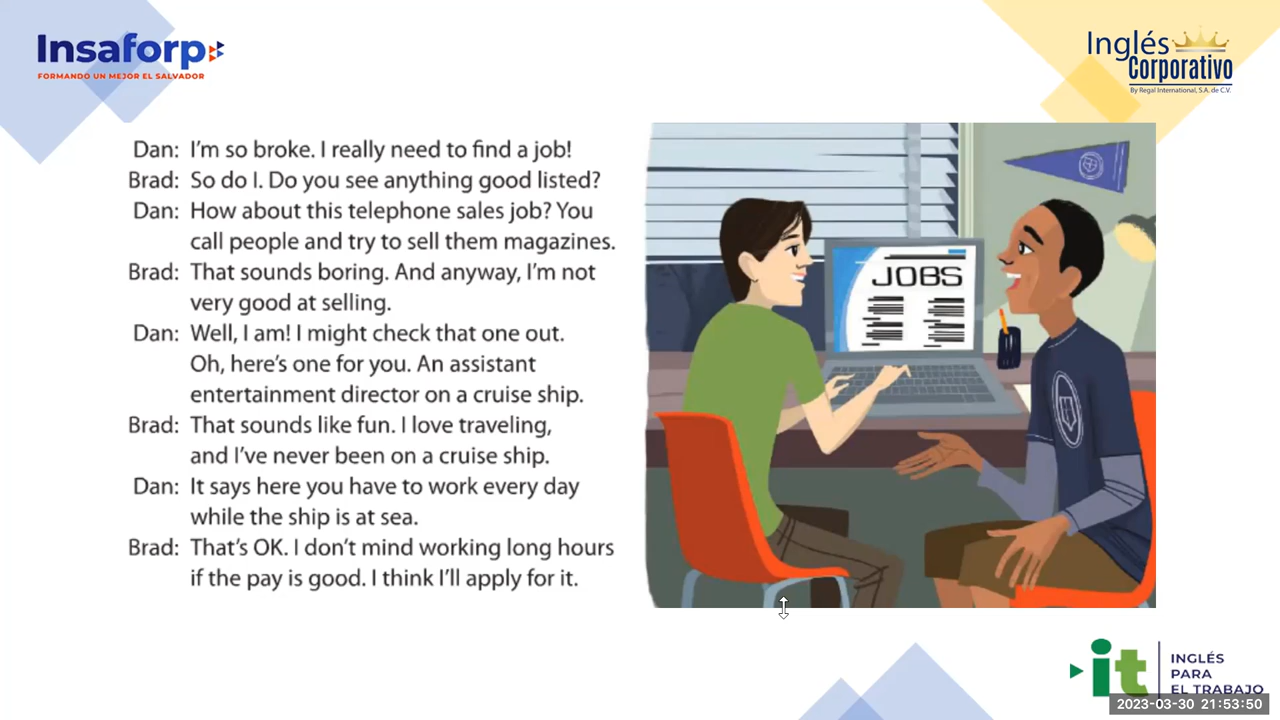 Insaforp
FORMANDO UN MEJOR EL SALVADOR
Inglés
Corporativo
By Regal International, S.A. de C.V.
Dan: I'm so broke. I really need to find a job!
Brad: So do I. Do you see anything good listed?
Dan: How about this telephone sales job? You
call people and try to sell them magazines.
Brad: That sounds boring. And anyway, I'm not
very good at selling.
Dan: Well, I am! I might check that one out.
Oh, here's one for you. An assistant
entertainment director on a cruise ship.
Brad: That sounds like fun. I love traveling,
and I've never been on a cruise ship.
Dan: It says here you have to work every day
while the ship is at sea.
Brad: That's OK. I don't mind working long hours
if the pay is good. I think I'll apply for it.
JOBS
it
INGLÉS
PARA
EL TRABAJO
2023-03-30 21:53:50